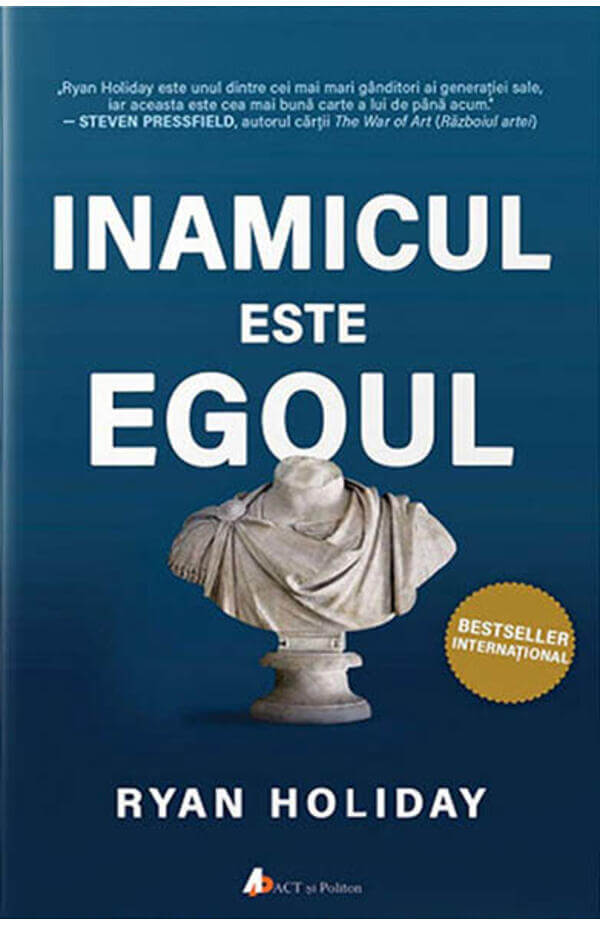 „Ryan Holiday este unul dintre cei mai mari gânditori ai generației sale,
iar aceasta este cea mai bună carte a lui de până acum.”
— STEVEN PRESSFIELD, autorul cărții The War of Art (Războiul artei)
INAMICUL
ESTE
EGOUL
BESTSELLER
INTERNAȚIONAL
RYAN HOLIDAY
AP ACT și Politon